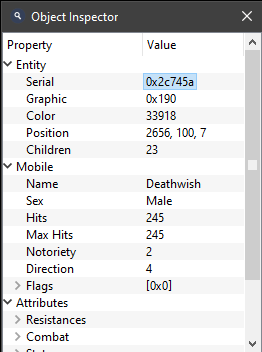 Object Inspector
Property Value
Entity
Serial 0x2c745a
Graphic 0x190
Color 33918
Position 2656, 100, 7
Children 23
Mobile
Name Deathwish
Sex Male
Hits 245
Max Hits 245
Notoriety 2
Direction 4
Flags [0x0]
Attributes
Resistances
Combat